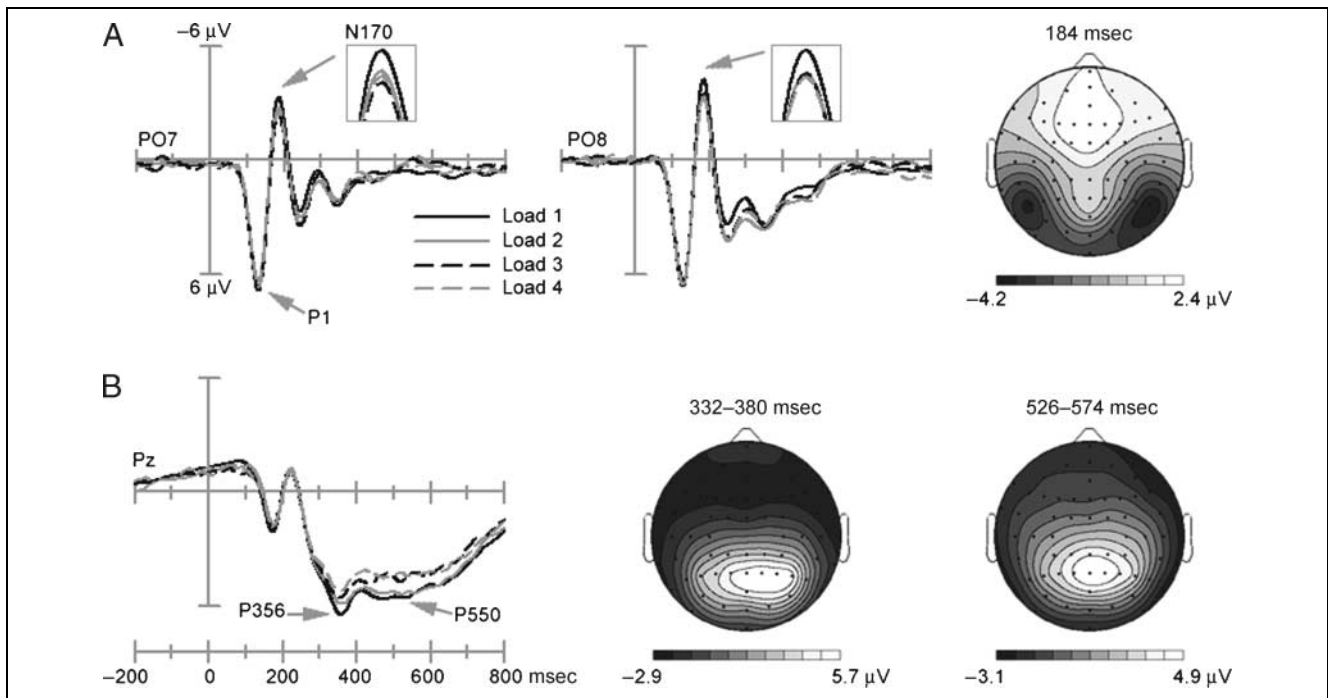 A
−6 µV
N170
184 msec
PO7
PO8
Load 1
Load 2
Load 3
Load 4
6 µV
P1
−4.2 2.4 µV
B
332–380 msec
526–574 msec
Pz
P356
P550
−200 0 200 400 600 800 msec
−2.9 5.7 µV
−3.1 4.9 µV